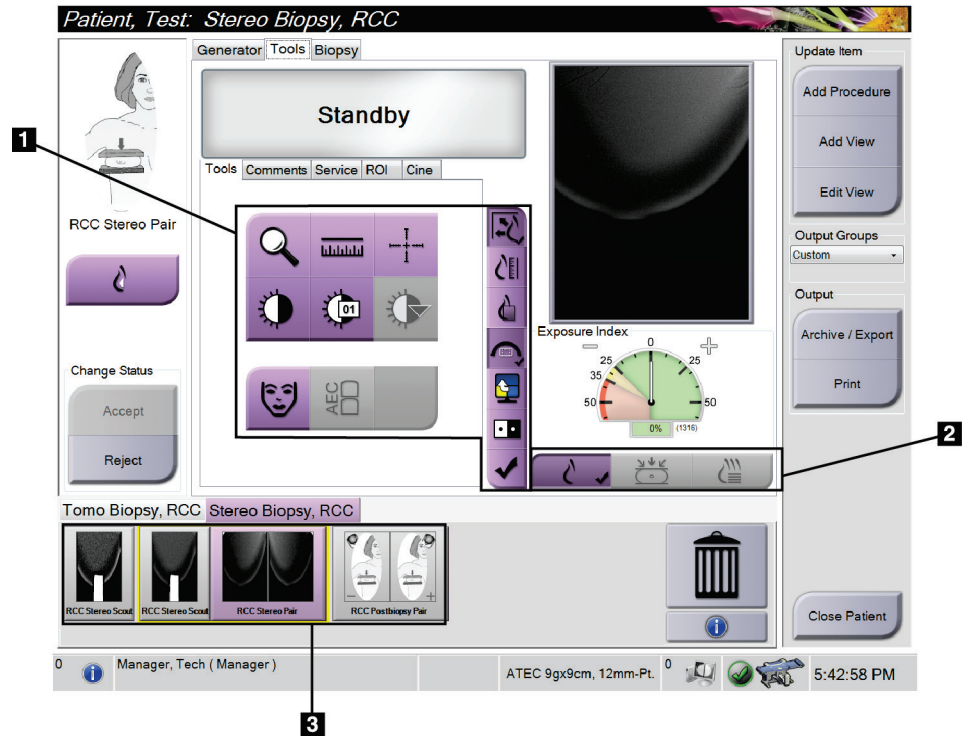 Patient, Test: Stereo Biopsy, RCC
Generator Tools Biopsy
Update Item
Standby
Add Procedure
Add View
Edit View
1
Tools Comments Service ROI Cine
RCC Stereo Pair
01
AEC
Output Groups
Custom
Output
Archive / Export
Print
Exposure Index
0
25 25
35
50 50
0% (1316)
Change Status
Accept
Reject
2
Tomo Biopsy, RCC Stereo Biopsy, RCC
RCC Stereo Scout RCC Stereo Scout RCC Stereo Pair RCC Postbiopsy Pair
Close Patient
0 Manager, Tech ( Manager ) ATEC 9gx9cm, 12mm-Pt. 0 5:42:58 PM
3